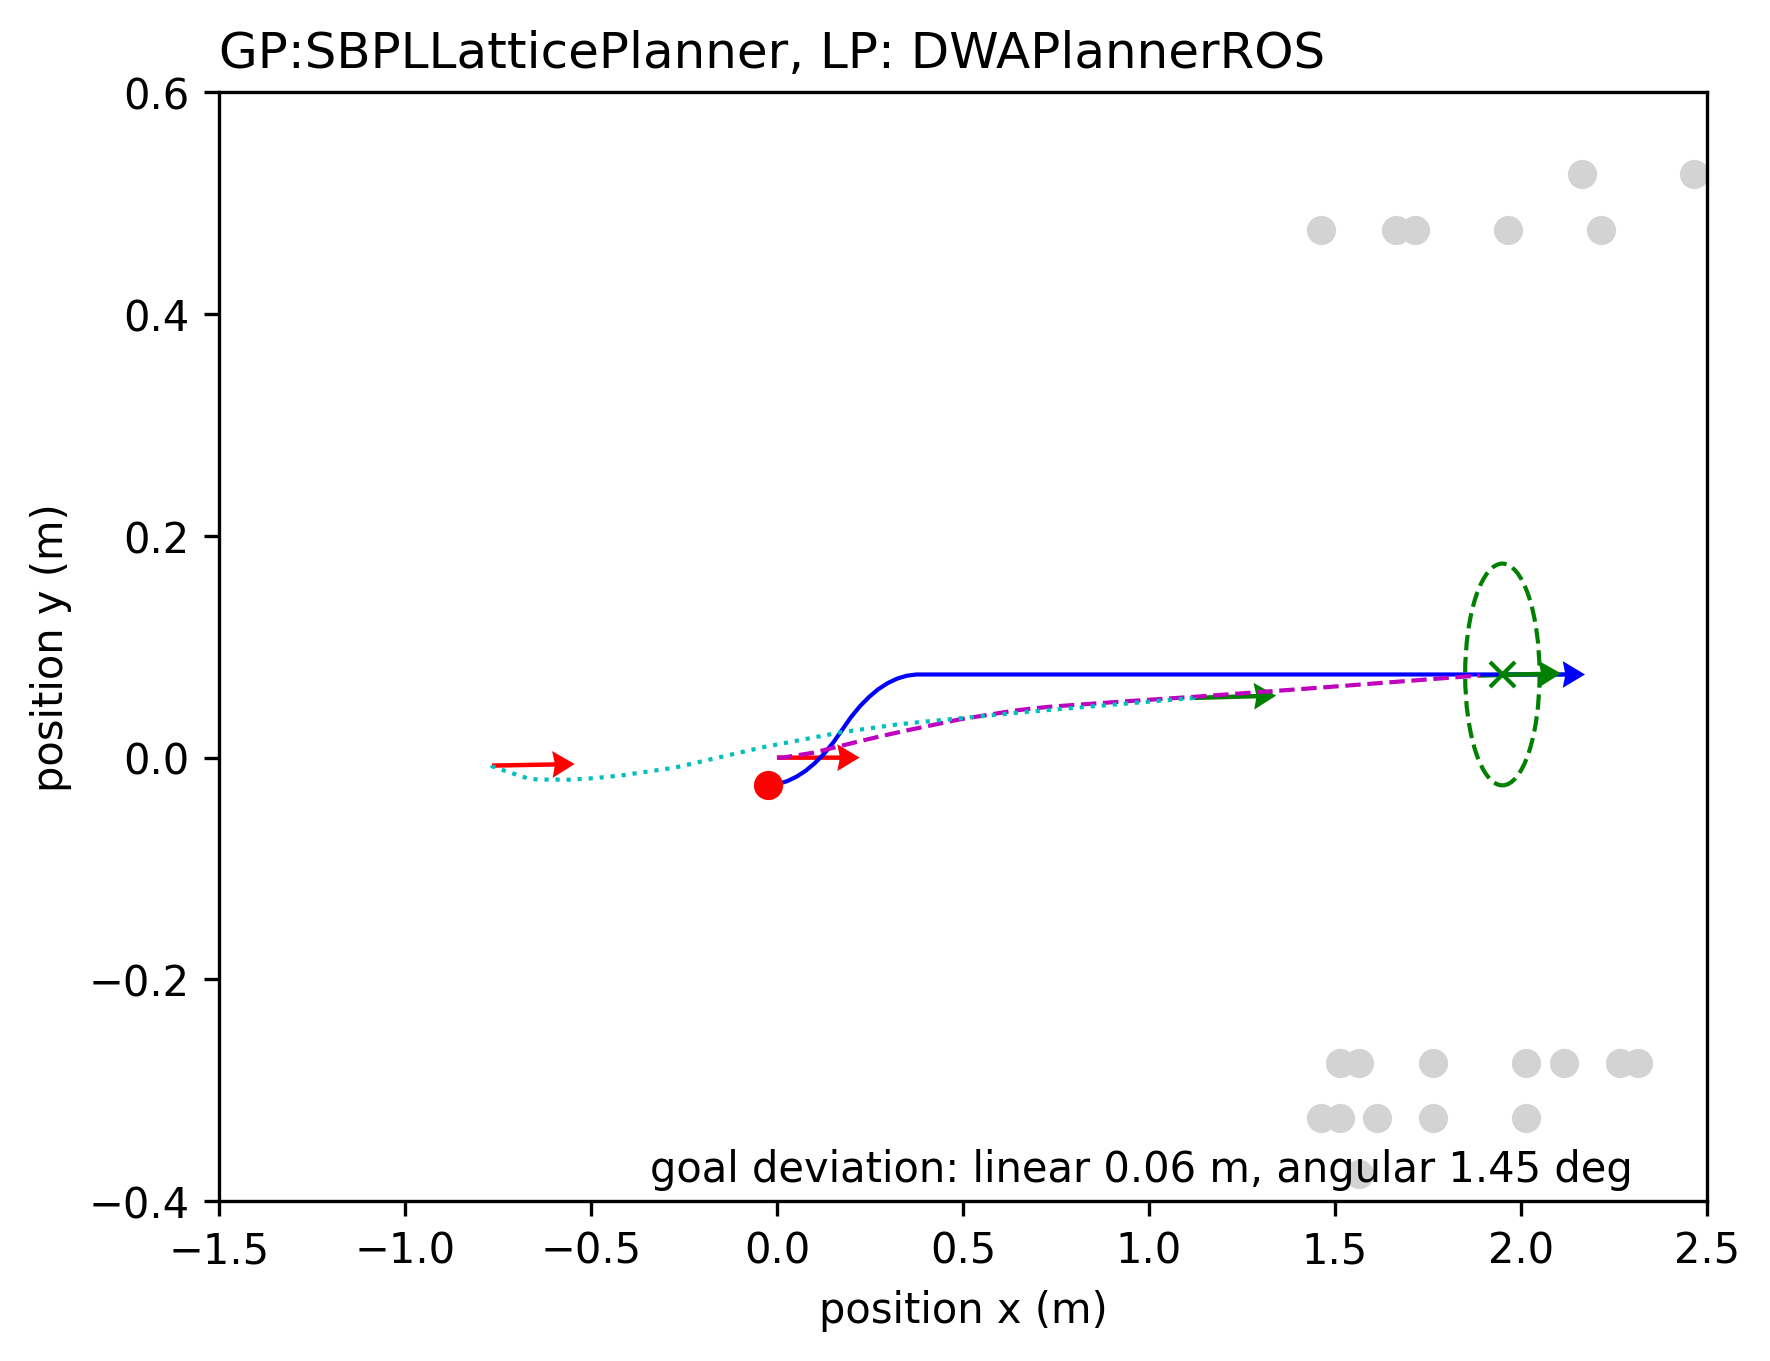 GP:SBPLLatticePlanner, LP: DWAPlannerROS
0.6
0.4
0.2
0.0
−0.2
−0.4
position y (m)
goal deviation: linear 0.06 m, angular 1.45 deg
−1.5 −1.0 −0.5 0.0 0.5 1.0 1.5 2.0 2.5
position x (m)